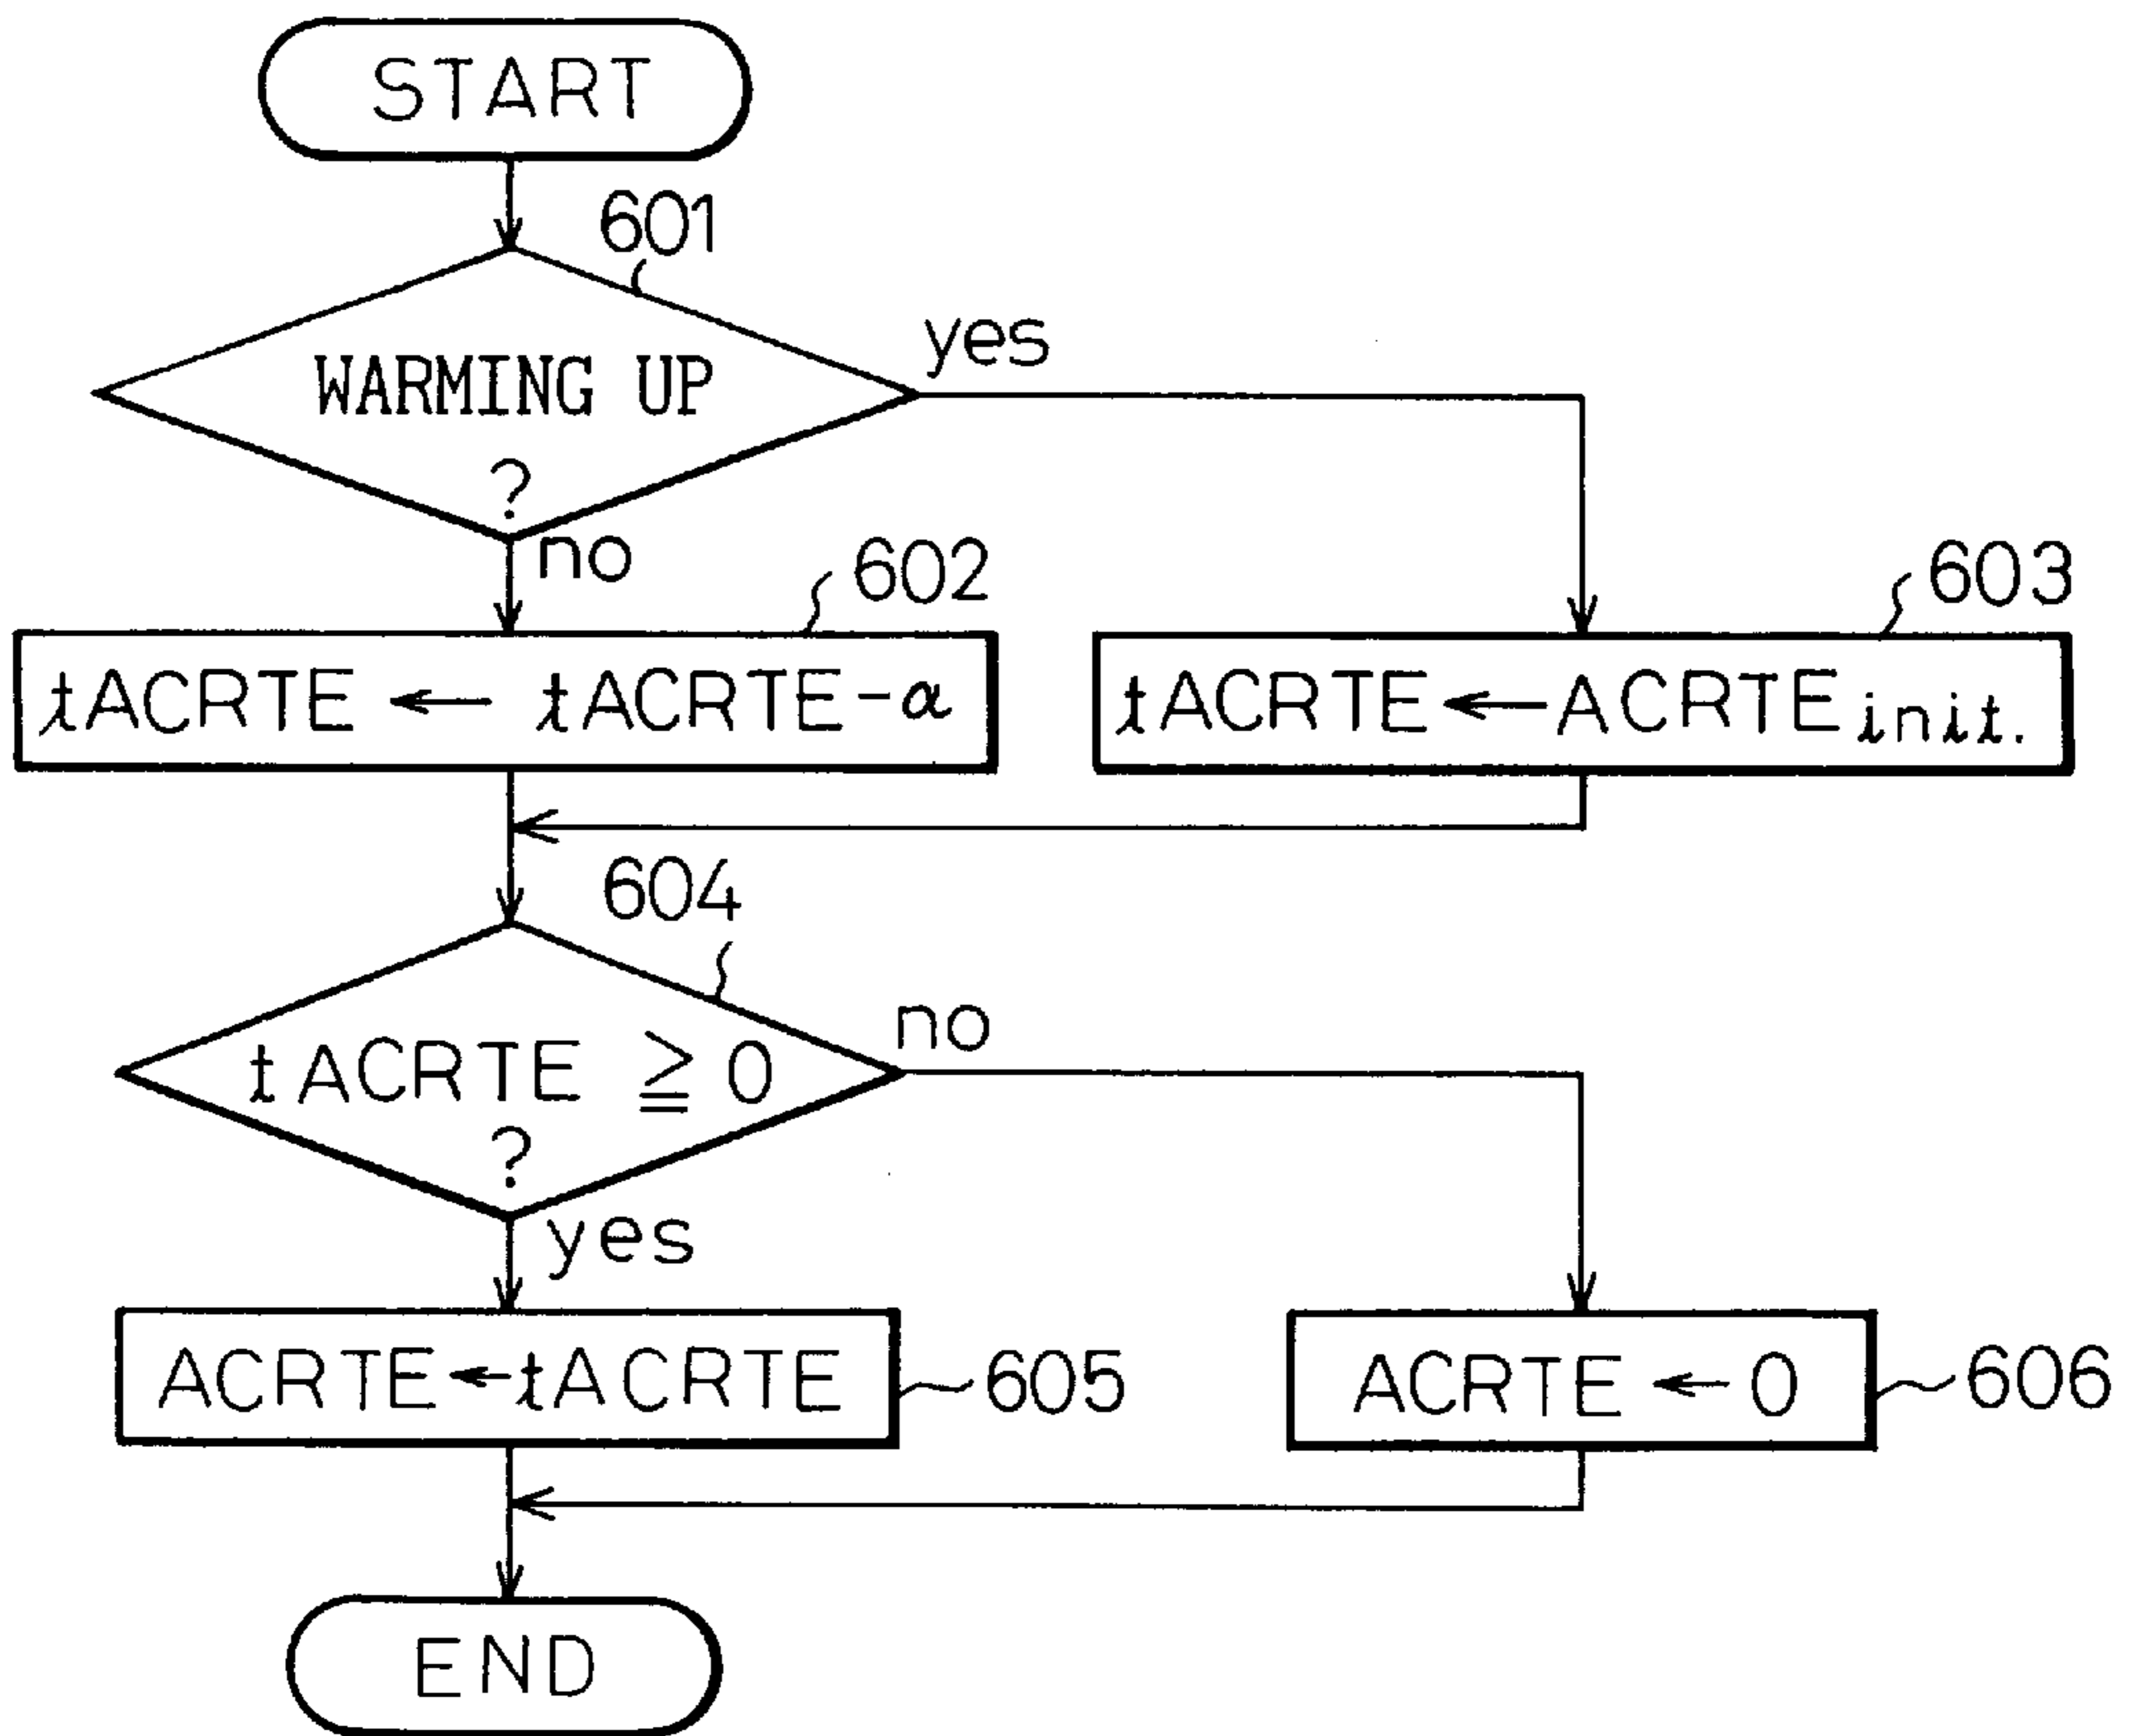 START
601
WARMING UP
?
yes
no
602
603
tACRTE ← tACRTE-α
tACRTE←ACRTEinit.
604
tACRTE ≧ 0
?
no
yes
ACRTE←tACRTE
605
ACRTE ← 0
606
END